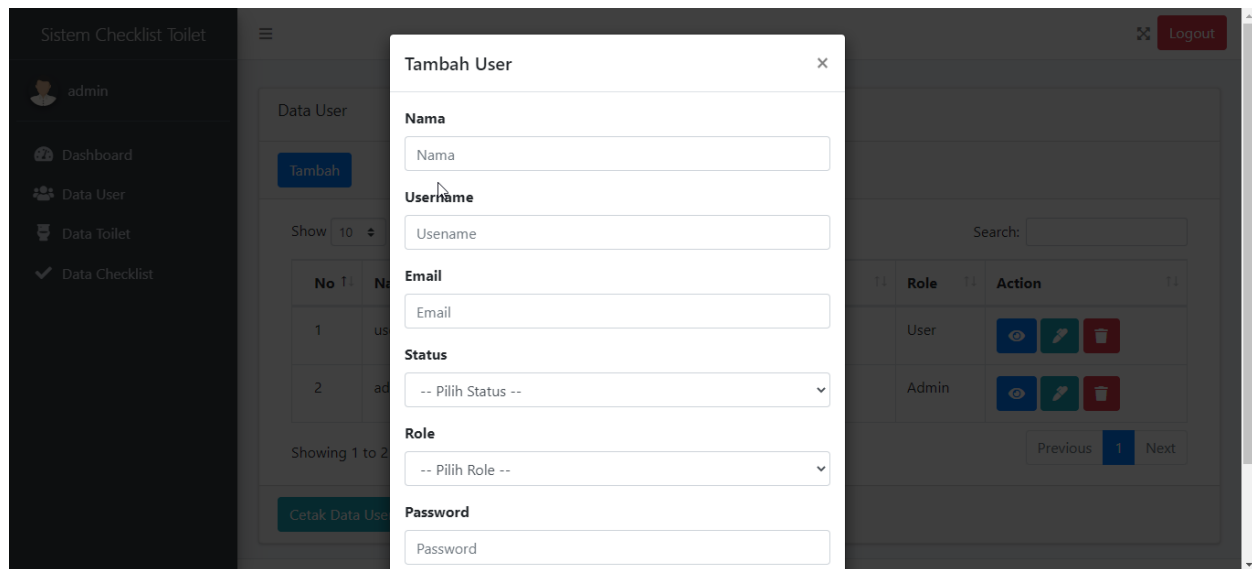 Sistem Checklist Toilet
Logout
admin
Dashboard
Data User
Data Toilet
Data Checklist
Data User
Tambah
Show 10
Search:
No Role Action
1 User
2 Admin
Showing 1 to 2
Previous 1 Next
Cetak Data
Tambah User
×
Nama
Nama
Username
Usename
Email
Email
Status
-- Pilih Status --
Role
-- Pilih Role --
Password
Password